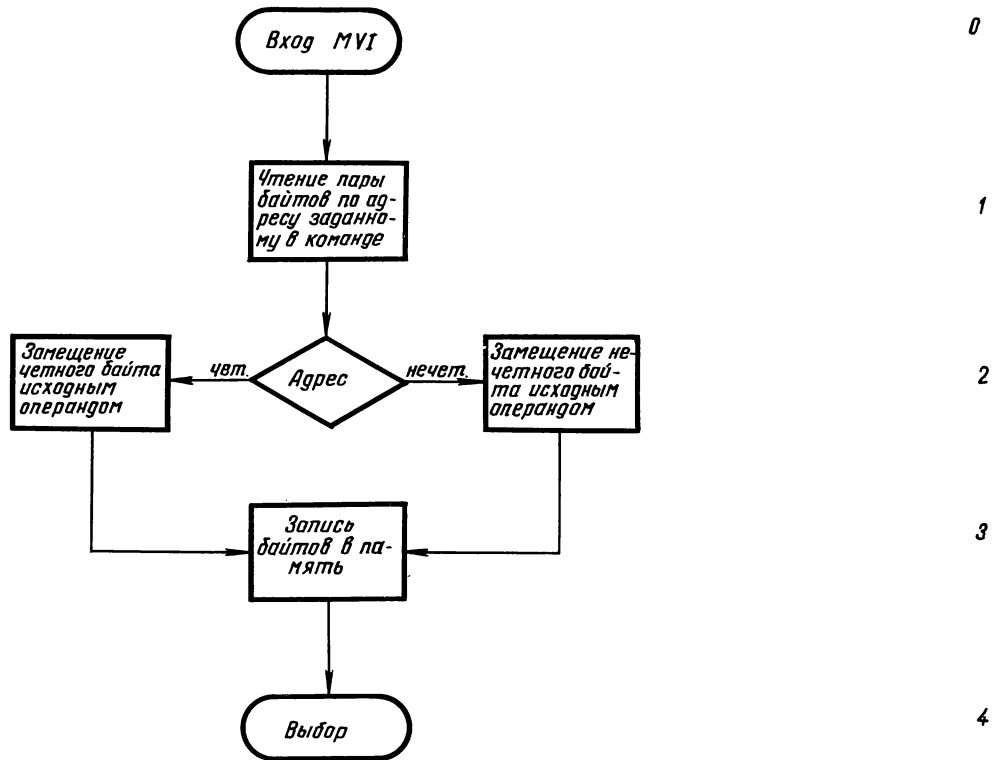 Вход MVI
0
Чтение пары
байтов по ад-
ресу заданно-
му в команде
1
Замещение
четного байта
исходным
операндом
чет.
Адрес
нечет.
Замещение не-
четного бай-
та исходным
операндом
2
Запись
байтов в па-
мять
3
Выбор
4